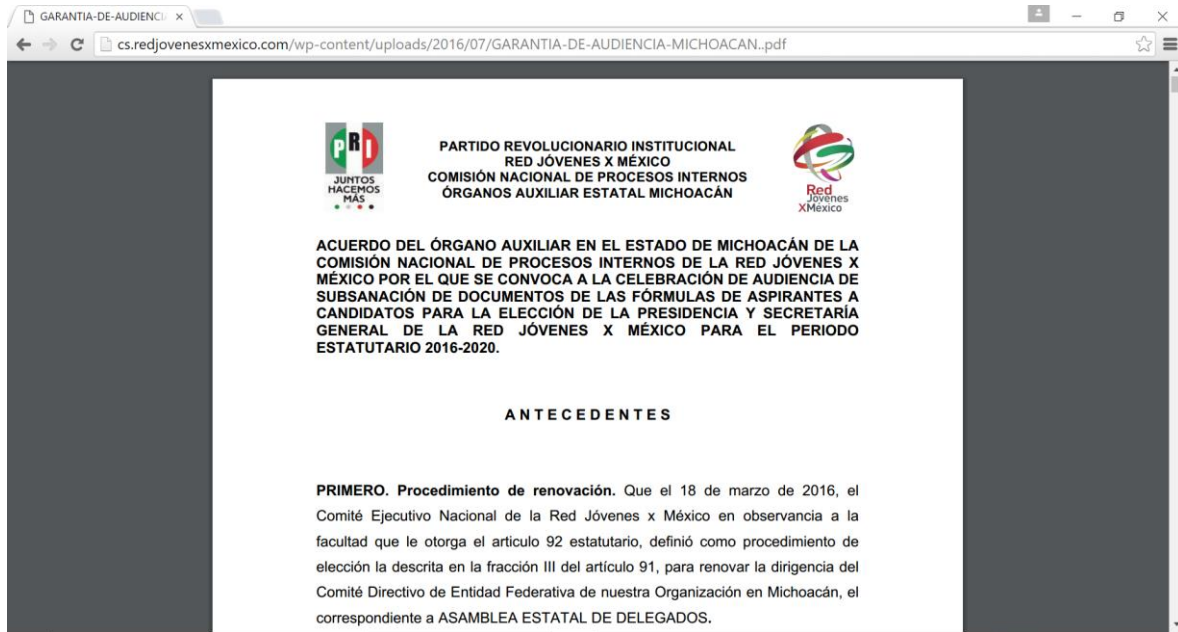 GARANTIA-DE-AUDIENCI
cs.redjovenesxmexico.com/wp-content/uploads/2016/07/GARANTIA-DE-AUDIENCIA-MICHOACAN..pdf
PRI
JUNTOS
HACEMOS
MÁS
PARTIDO REVOLUCIONARIO INSTITUCIONAL
RED JÓVENES X MÉXICO
COMISIÓN NACIONAL DE PROCESOS INTERNOS
ÓRGANOS AUXILIAR ESTATAL MICHOACÁN
Red
Jóvenes
XMéxico
ACUERDO DEL ÓRGANO AUXILIAR EN EL ESTADO DE MICHOACÁN DE LA
COMISIÓN NACIONAL DE PROCESOS INTERNOS DE LA RED JÓVENES X
MÉXICO POR EL QUE SE CONVOCA A LA CELEBRACIÓN DE AUDIENCIA DE
SUBSANACIÓN DE DOCUMENTOS DE LAS FÓRMULAS DE ASPIRANTES A
CANDIDATOS PARA LA ELECCIÓN DE LA PRESIDENCIA Y SECRETARÍA
GENERAL DE LA RED JÓVENES X MÉXICO PARA EL PERIODO
ESTATUTARIO 2016-2020.
A N T E C E D E N T E S
PRIMERO. Procedimiento de renovación. Que el 18 de marzo de 2016, el
Comité Ejecutivo Nacional de la Red Jóvenes x México en observancia a la
facultad que le otorga el articulo 92 estatutario, definió como procedimiento de
elección la descrita en la fracción III del artículo 91, para renovar la dirigencia del
Comité Directivo de Entidad Federativa de nuestra Organización en Michoacán, el
correspondiente a ASAMBLEA ESTATAL DE DELEGADOS.